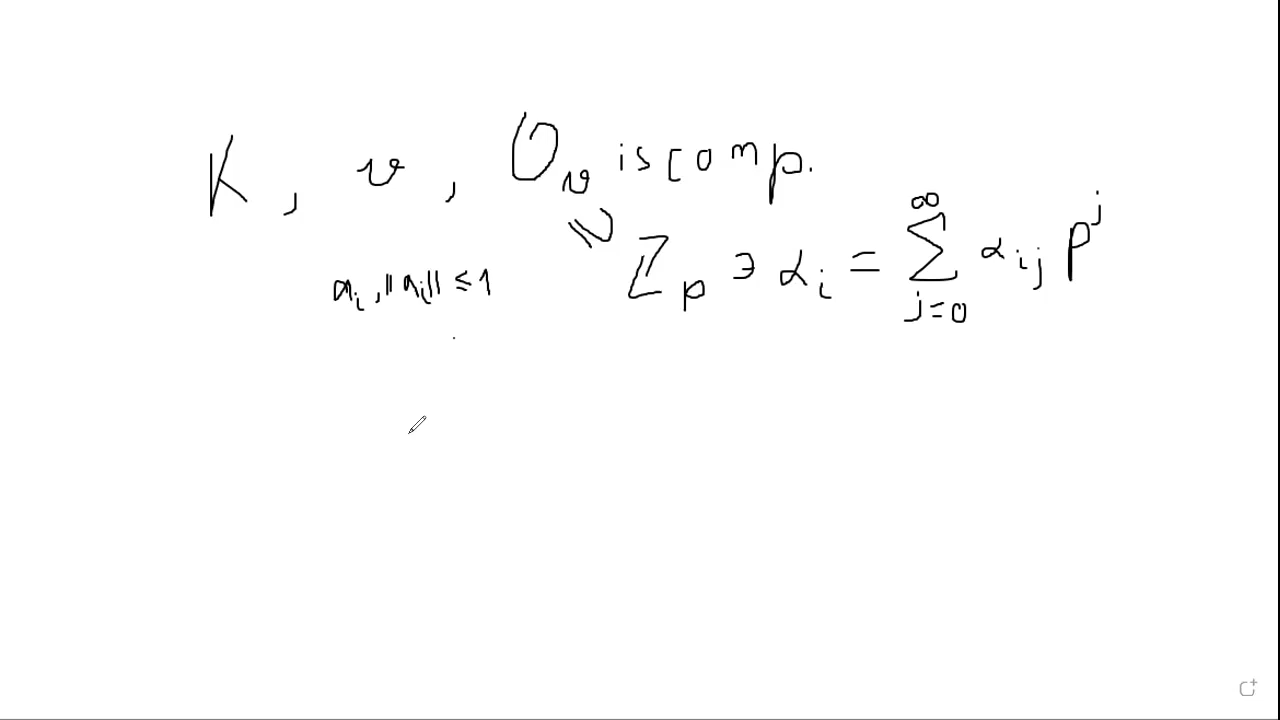 K, v, O_v is comp.
Z_p ∋ α_i = ∑_{j=0}^{∞} α_{ij} p^j
a_i, ||a_i|| ≤ 1